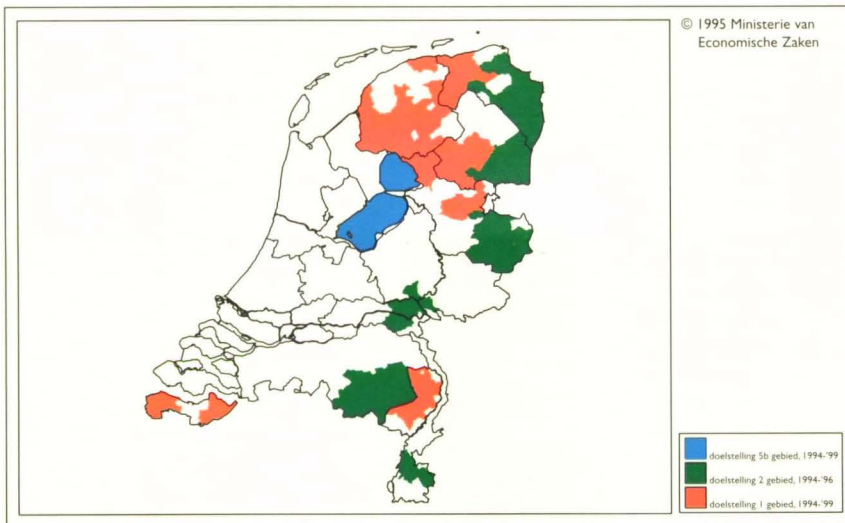 © 1995 Ministerie van
Economische Zaken
doelstelling 5b gebied, 1994-'99
doelstelling 2 gebied, 1994-'96
doelstelling 1 gebied, 1994-'99